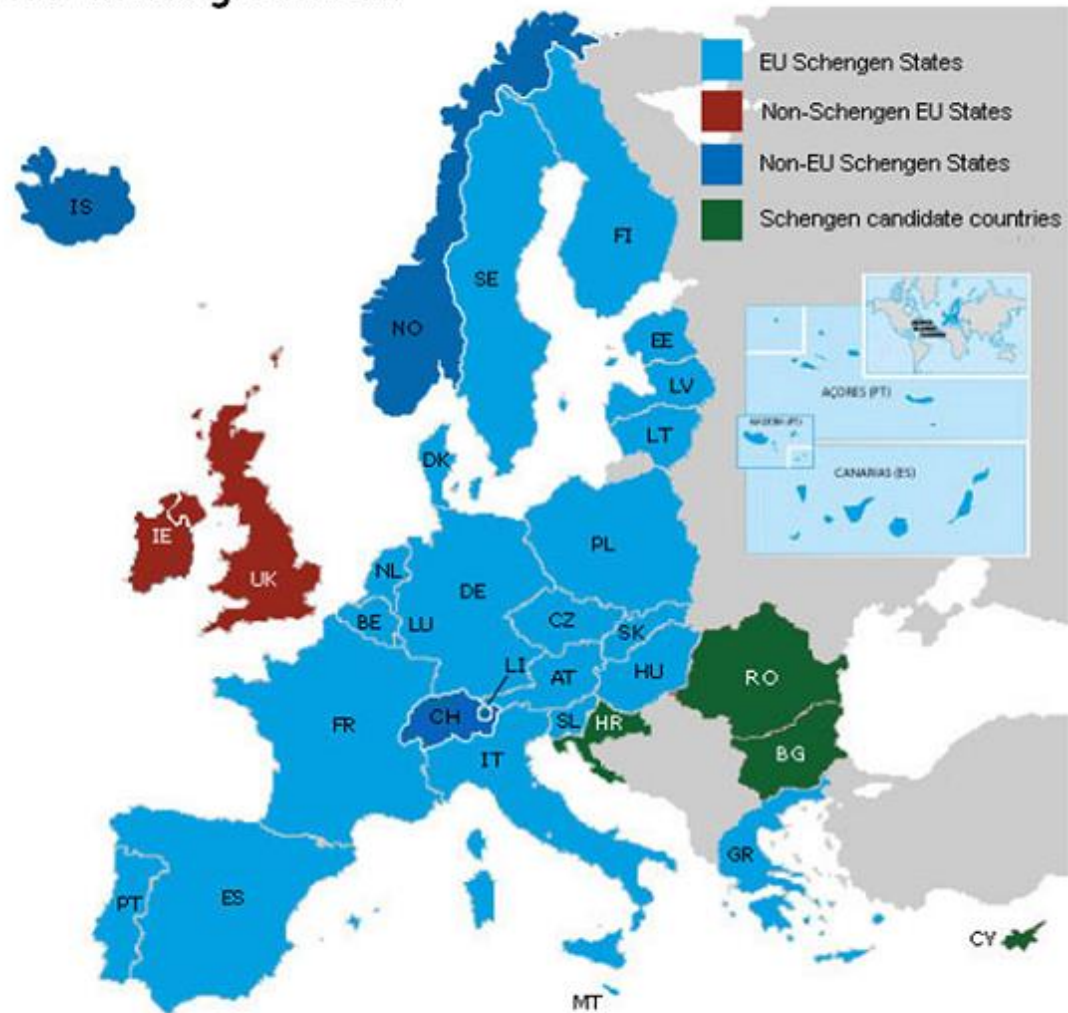 EU Schengen States
Non-Schengen EU States
Non-EU Schengen States
Schengen candidate countries
IS
FI
SE
NO
EE
LV
AÇORES (PT)
LT
DK
CANARIAS (ES)
IE
PL
NL
DE
UK
BE
LU
CZ
SK
LI
HU
AT
RO
FR
CH
SL
HR
IT
BG
GR
PT
ES
CY
MT